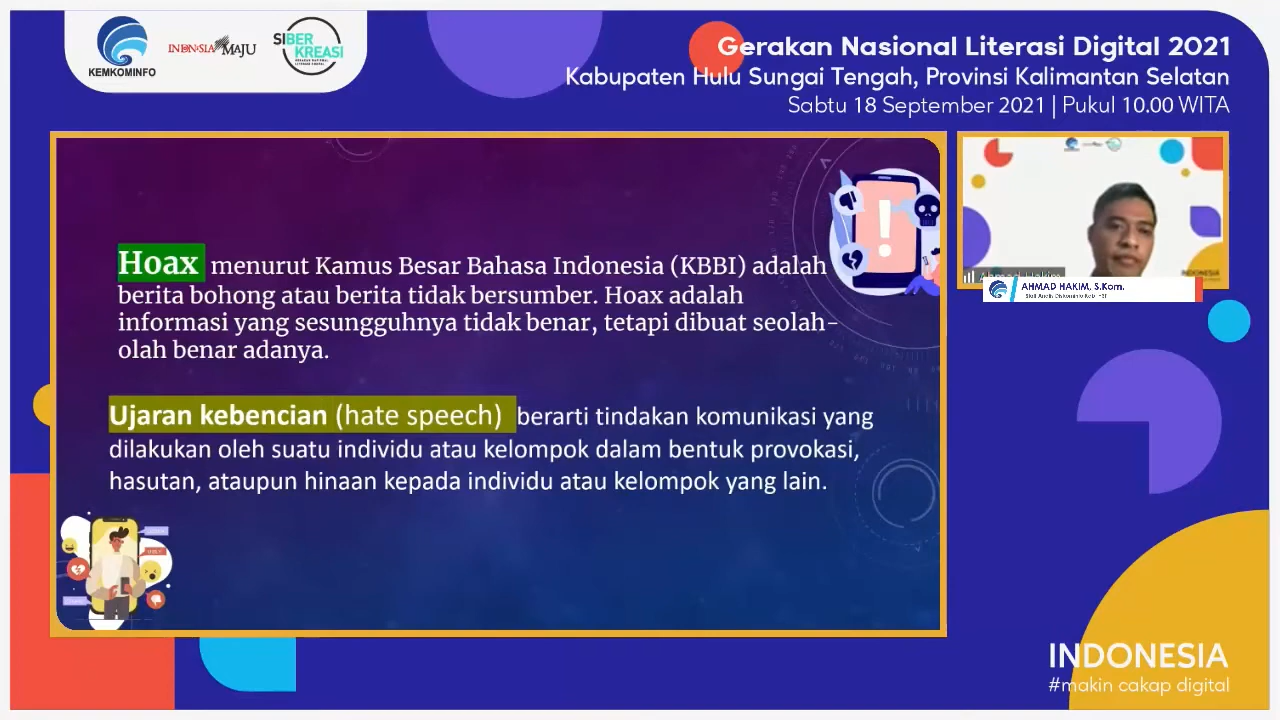 KEMKOMINFO
INDONESIA MAJU
SIBER KREASI
Gerakan Nasional Literasi Digital 2021
Kabupaten Hulu Sungai Tengah, Provinsi Kalimantan Selatan
Sabtu 18 September 2021 | Pukul 10.00 WITA
Hoax menurut Kamus Besar Bahasa Indonesia (KBBI) adalah
berita bohong atau berita tidak bersumber. Hoax adalah
informasi yang sesungguhnya tidak benar, tetapi dibuat seolah-
olah benar adanya.
Ujaran kebencian (hate speech) berarti tindakan komunikasi yang
dilakukan oleh suatu individu atau kelompok dalam bentuk provokasi,
hasutan, ataupun hinaan kepada individu atau kelompok yang lain.
Ahmad Hakim
AHMAD HAKIM, S.Kom.
INDONESIA
#makin cakap digital